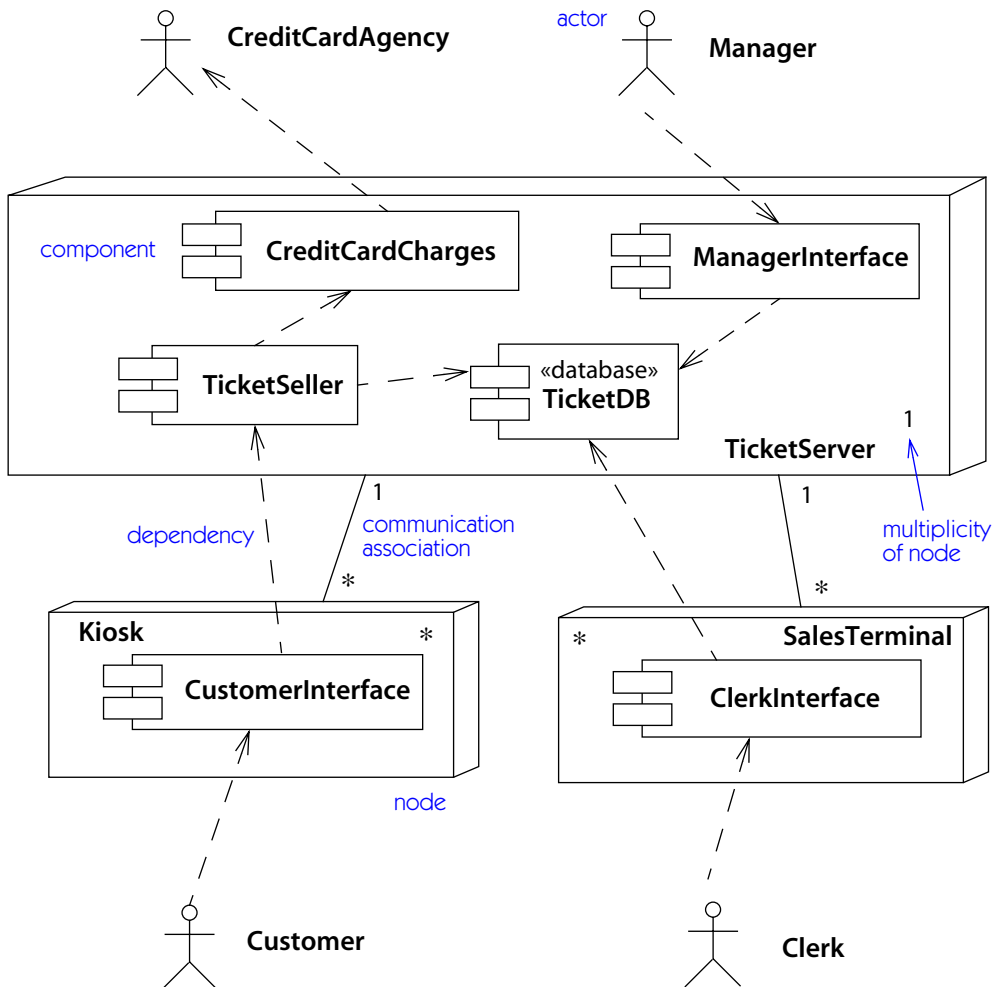 actor
CreditCardAgency
Manager
component
CreditCardCharges
ManagerInterface
TicketSeller
«database»
TicketDB
1
TicketServer
1
1
dependency
communication
association
multiplicity
of node
*
*
Kiosk
*
*
SalesTerminal
CustomerInterface
ClerkInterface
node
Customer
Clerk